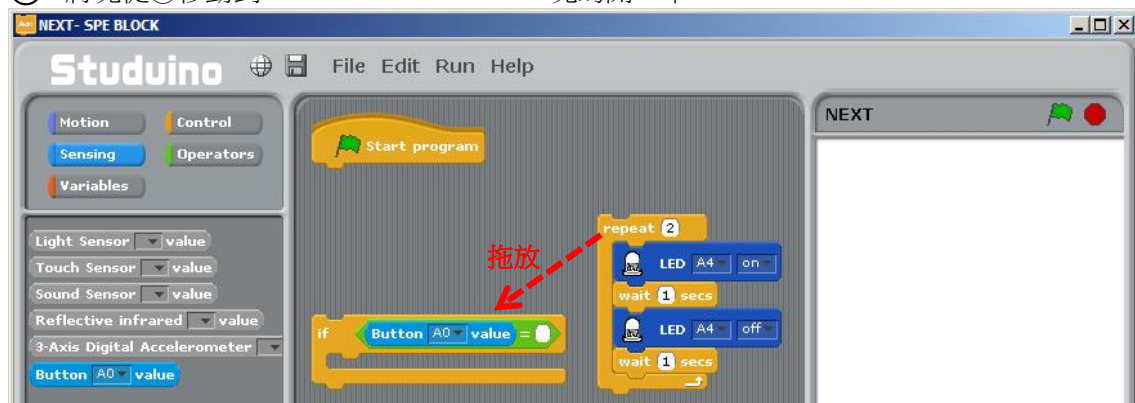 NEXT- SPE BLOCK
Studuino File Edit Run Help
Motion Control
Sensing Operators
Variables
Light Sensor value
Touch Sensor value
Sound Sensor value
Reflective infrared value
3-Axis Digital Accelerometer
Button A0 value
Start program
拖放
if Button A0 value =
repeat 2
LED A4 on
wait 1 secs
LED A4 off
wait 1 secs
NEXT